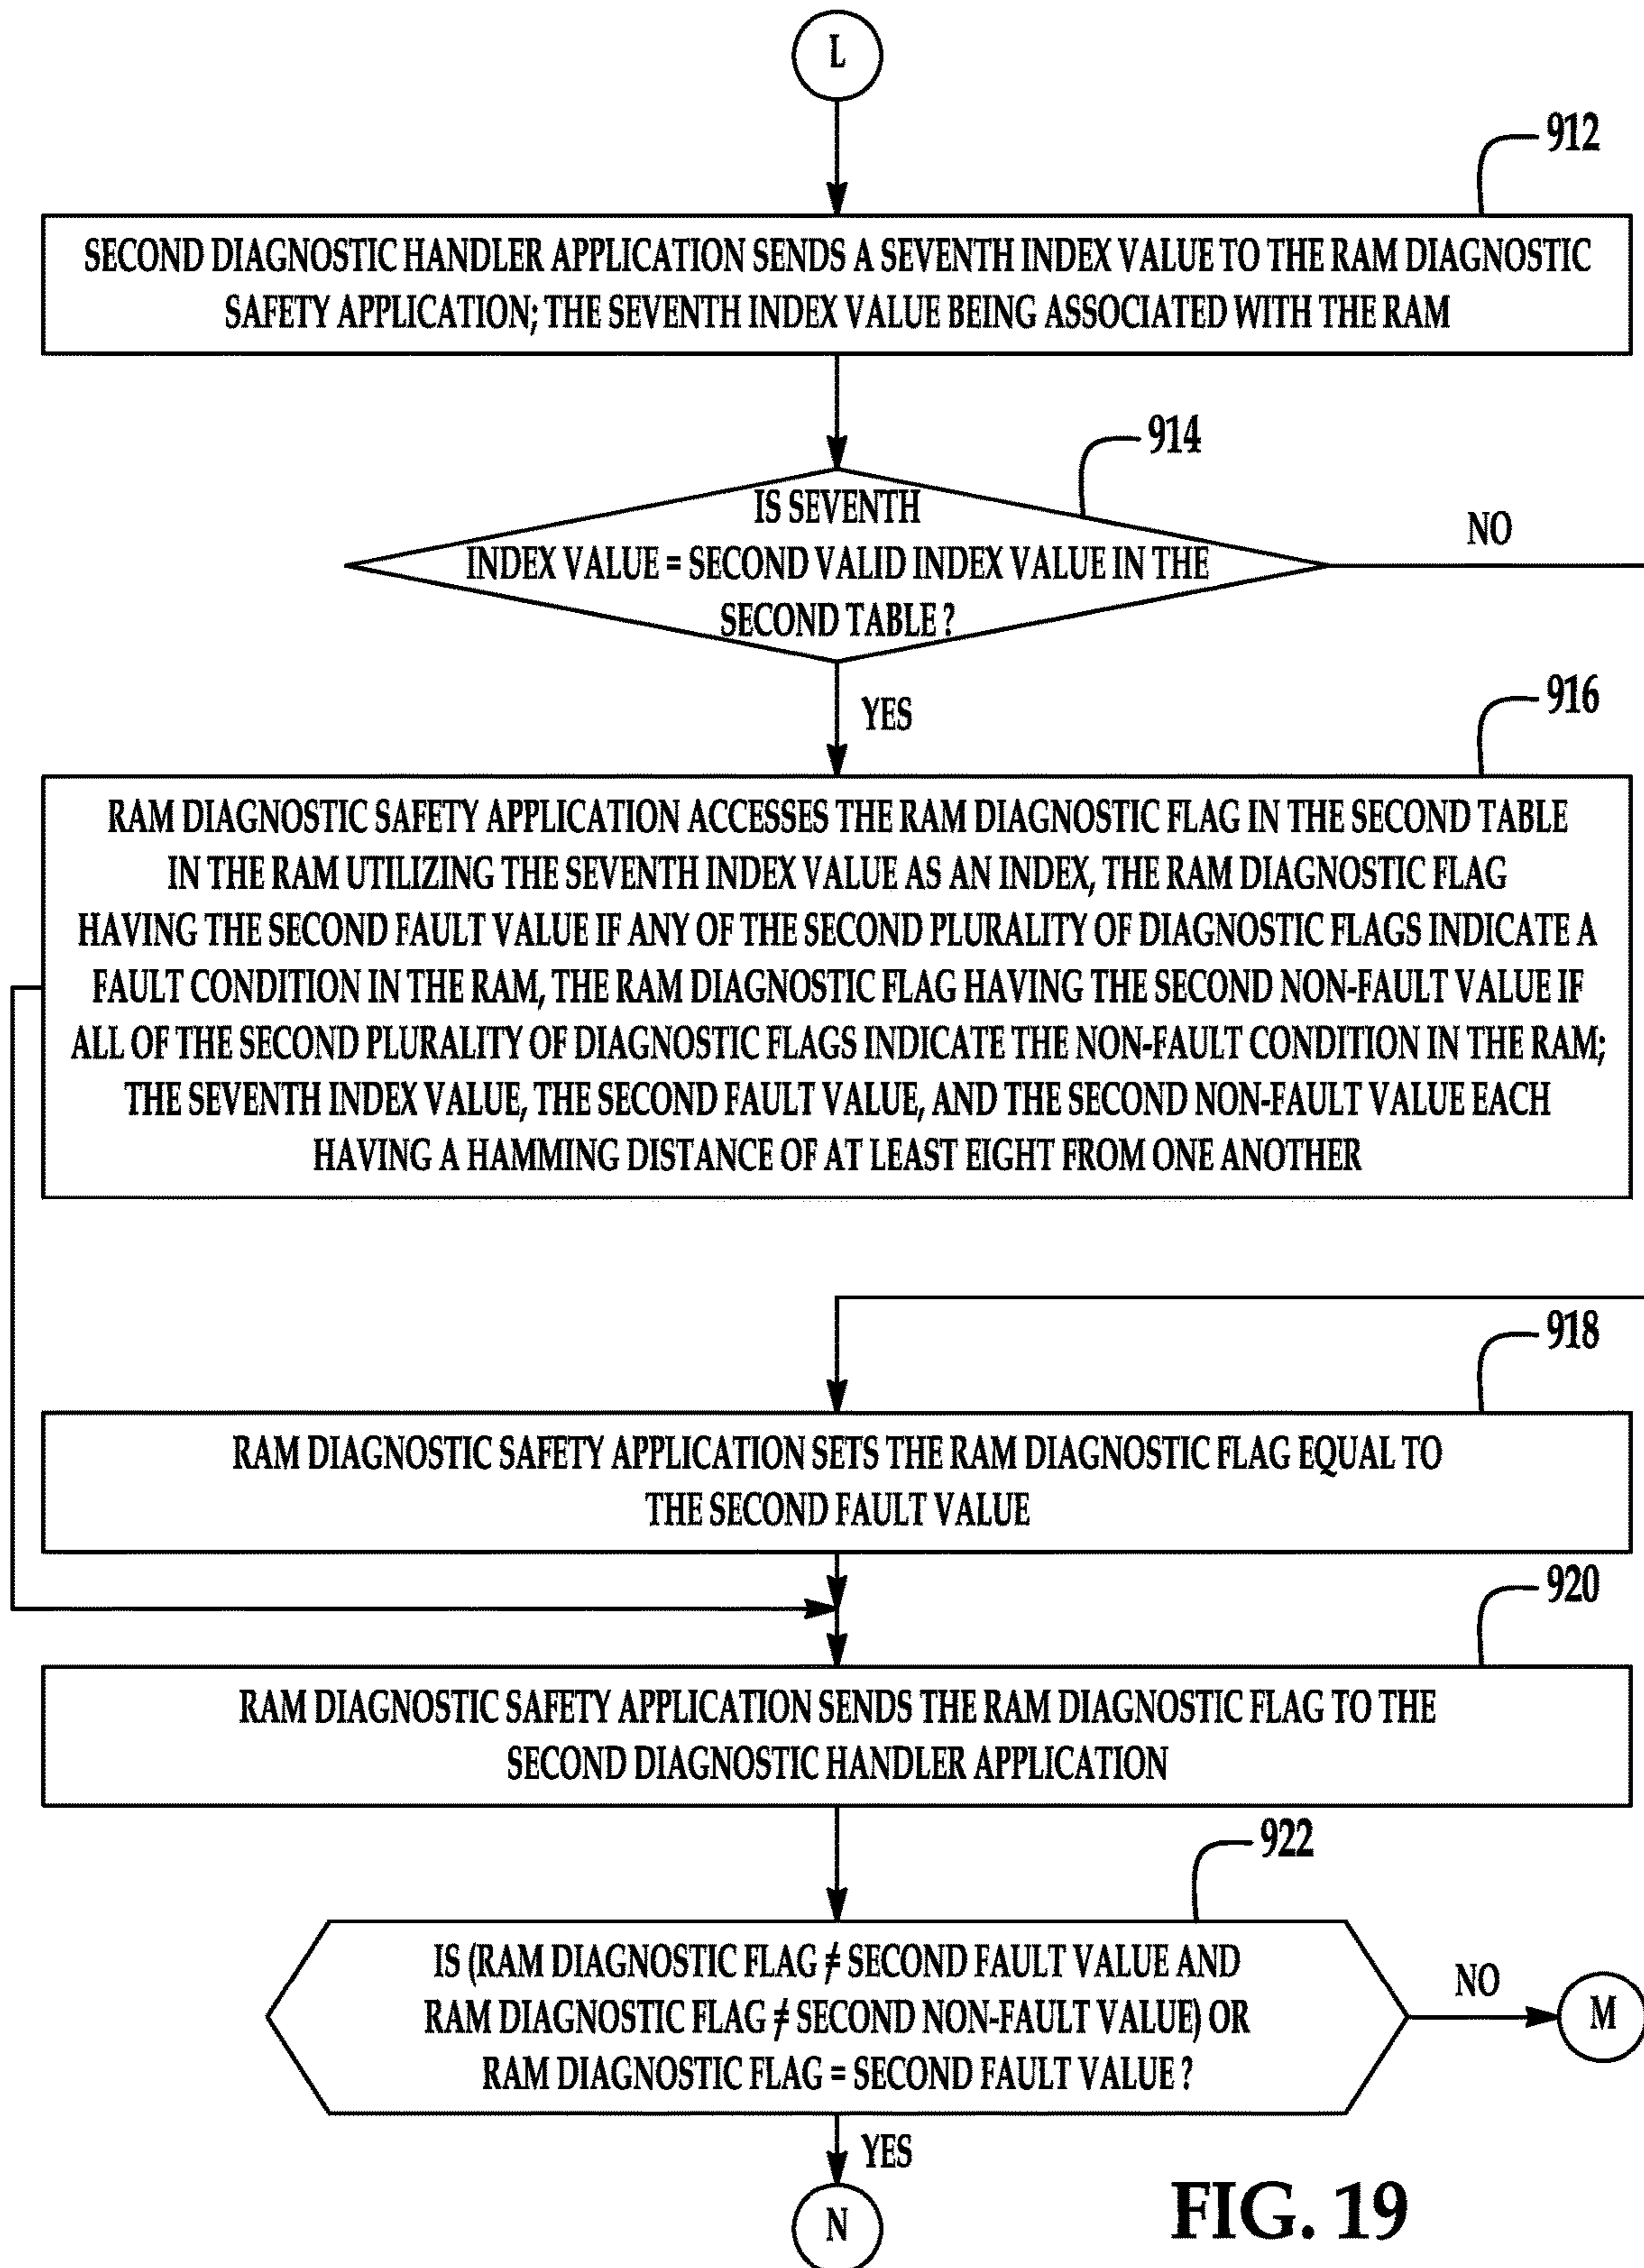 L
912
SECOND DIAGNOSTIC HANDLER APPLICATION SENDS A SEVENTH INDEX VALUE TO THE RAM DIAGNOSTIC
SAFETY APPLICATION; THE SEVENTH INDEX VALUE BEING ASSOCIATED WITH THE RAM
914
IS SEVENTH
INDEX VALUE = SECOND VALID INDEX VALUE IN THE
SECOND TABLE ?
NO
YES
916
RAM DIAGNOSTIC SAFETY APPLICATION ACCESSES THE RAM DIAGNOSTIC FLAG IN THE SECOND TABLE
IN THE RAM UTILIZING THE SEVENTH INDEX VALUE AS AN INDEX, THE RAM DIAGNOSTIC FLAG
HAVING THE SECOND FAULT VALUE IF ANY OF THE SECOND PLURALITY OF DIAGNOSTIC FLAGS INDICATE A
FAULT CONDITION IN THE RAM, THE RAM DIAGNOSTIC FLAG HAVING THE SECOND NON-FAULT VALUE IF
ALL OF THE SECOND PLURALITY OF DIAGNOSTIC FLAGS INDICATE THE NON-FAULT CONDITION IN THE RAM;
THE SEVENTH INDEX VALUE, THE SECOND FAULT VALUE, AND THE SECOND NON-FAULT VALUE EACH
HAVING A HAMMING DISTANCE OF AT LEAST EIGHT FROM ONE ANOTHER
918
RAM DIAGNOSTIC SAFETY APPLICATION SETS THE RAM DIAGNOSTIC FLAG EQUAL TO
THE SECOND FAULT VALUE
920
RAM DIAGNOSTIC SAFETY APPLICATION SENDS THE RAM DIAGNOSTIC FLAG TO THE
SECOND DIAGNOSTIC HANDLER APPLICATION
922
IS (RAM DIAGNOSTIC FLAG ≠ SECOND FAULT VALUE AND
RAM DIAGNOSTIC FLAG ≠ SECOND NON-FAULT VALUE) OR
RAM DIAGNOSTIC FLAG = SECOND FAULT VALUE ?
NO
M
YES
N
FIG. 19